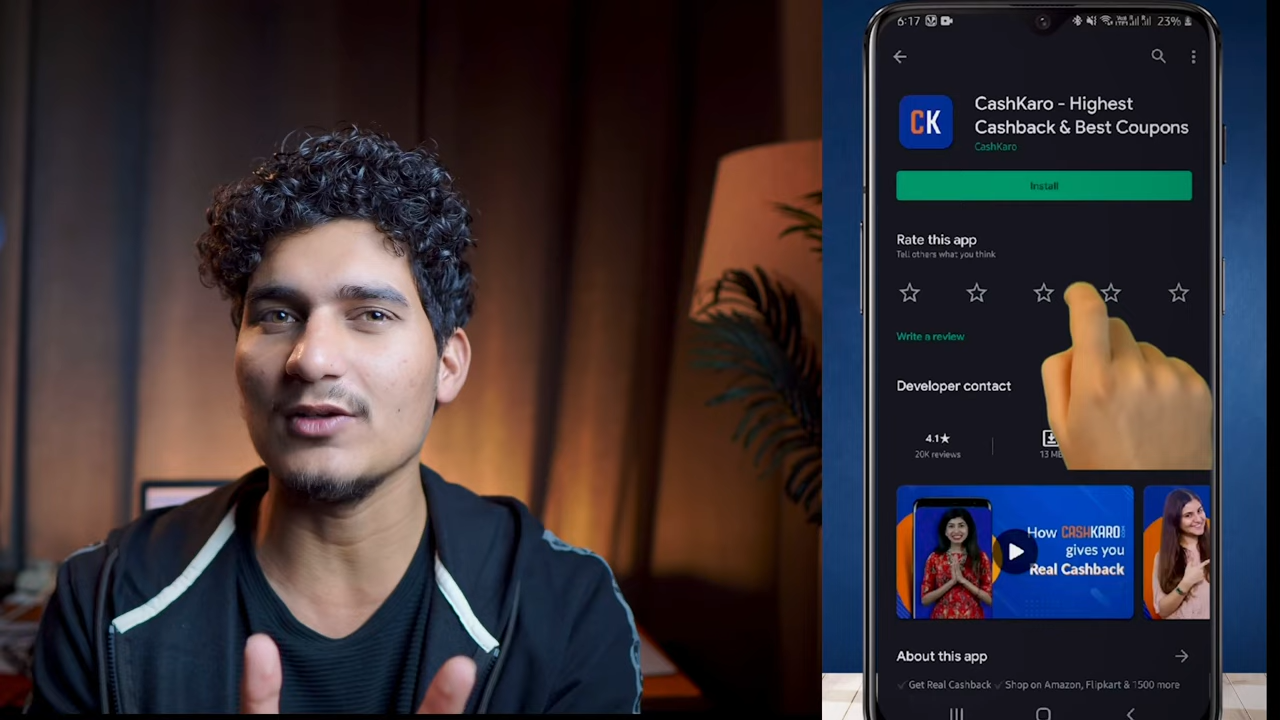 6:17
23%
CK
CashKaro - Highest
Cashback & Best Coupons
CashKaro
Install
Rate this app
Tell others what you think
Write a review
Developer contact
4.1★
20K reviews
13 MB
How CASHKARO
gives you
Real Cashback
About this app
✓Get Real Cashback ✓Shop on Amazon, Flipkart & 1500 more